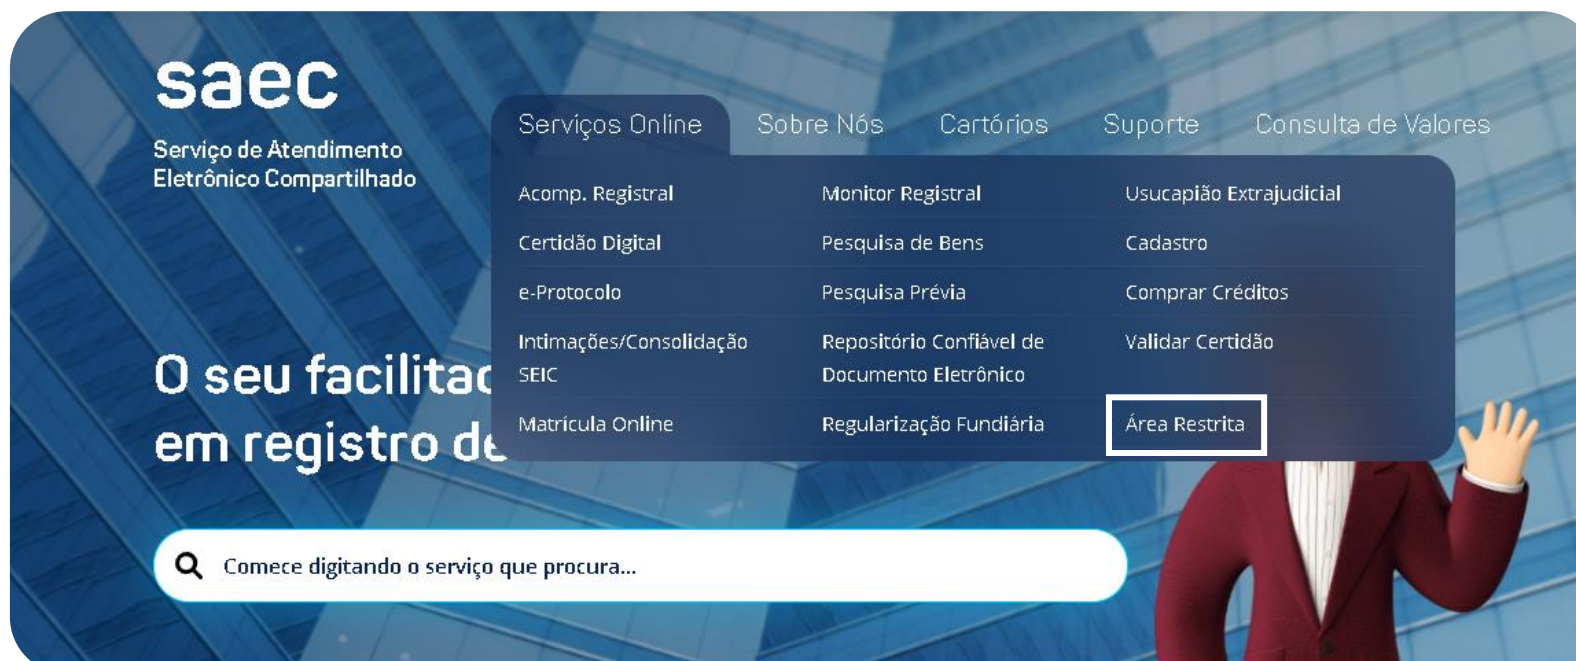 saec
Serviço de Atendimento
Eletrônico Compartilhado
Serviços Online
Sobre Nós
Cartórios
Suporte
Consulta de Valores
Acomp. Registral
Certidão Digital
e-Protocolo
Intimações/Consolidação
SEIC
Matrícula Online
Monitor Registral
Pesquisa de Bens
Pesquisa Prévia
Repositório Confiável de
Documento Eletrônico
Regularização Fundiária
Usucapião Extrajudicial
Cadastro
Comprar Créditos
Validar Certidão
Área Restrita
O seu facilitad
em registro de
Comece digitando o serviço que procura...